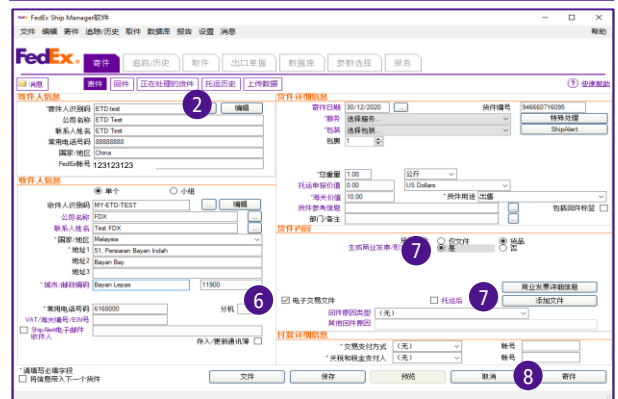 FedEx Ship Manager软件
文件 编辑 寄件 追踪/历史 取件 数据库 报告 设置 消息 帮助
FedEx® 寄件 追踪/历史 取件 出口单据 数据库 参数选择 报告
消息 寄件 回件 正在处理的货件 托运历史 上传数据 快速帮助
寄件人信息
*寄件人识别码 ETD test ... 编辑
公司名称 ETD Test
联系人姓名 ETD Test
常用电话号码 88888888
国家/地区 China
FedEx账号 123123123
2
收件人信息
单个 小组
收件人识别码 MY-ETD-TEST ... 编辑
公司名称 FDX ...
联系人姓名 Test FDX ...
*国家/地区 Malaysia
*地址1 51, Persiaran Bayan Indah
地址2 Bayan Bay
地址3
*城市/邮政编码 Bayan Lepas 11900
*常用电话号码 6168000 分机
VAT/海关编号/EIN号
ShipAlert电子邮件
收件人
存入/更新通讯簿
货件详细信息
寄件日期 30/12/2020 ... 货件编号 946660716095
*服务 选择服务... 特殊处理
*包装 选择包装... ShipAlert
包裹 1
*总重量 1.00 公斤
托运申报价值 0.00 US Dollars
*海关价值 10.00 *货件用途 出售
货件参考信息 ... 包括回件标签
部门/备注 ...
货件内容
仅文件 货品
生成商业发票/形 是 否
7
商业发票详细信息
6 电子交易文件 托运后 7 添加文件
回件原因类型 (无)
其他回件原因
付款详细信息
*交易支付方式 (无) 帐号
*关税和税金支付人 (无) 帐号
*请填写必填字段
将信息带入下一个货件
文件 保存 预览 取消 8 寄件